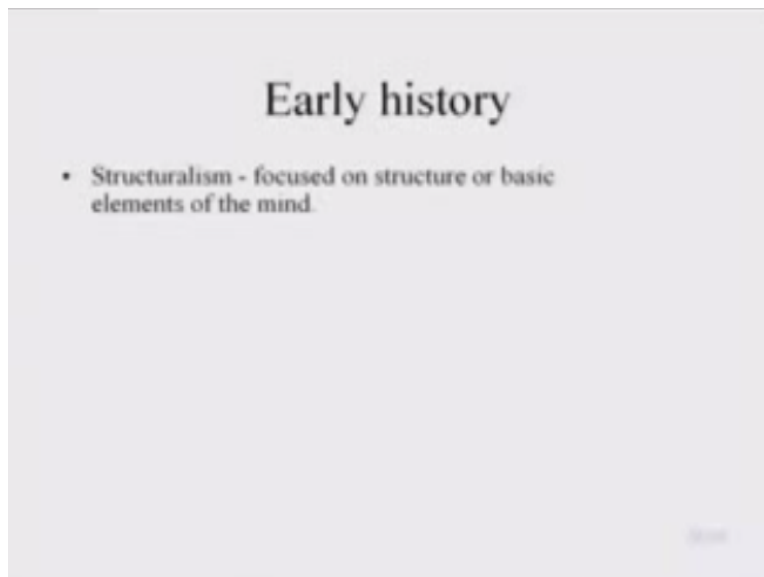 Early history
• Structuralism - focused on structure or basic
elements of the mind.